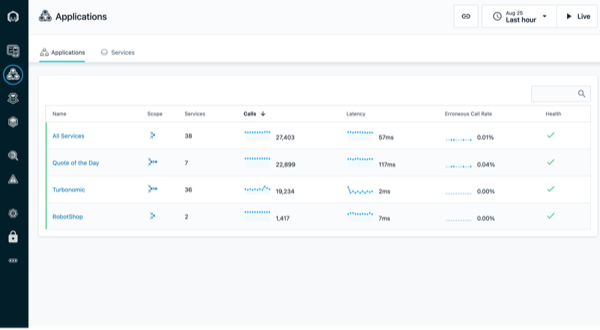 Applications
Aug 25
Last hour
Live
Applications
Services
Name Scope Services Calls Latency Erroneous Call Rate Health
All Services 38 27,403 57ms 0.01%
Quote of the Day 7 22,899 117ms 0.04%
Turbonomic 36 19,234 2ms 0.00%
RobotShop 2 1,417 7ms 0.00%